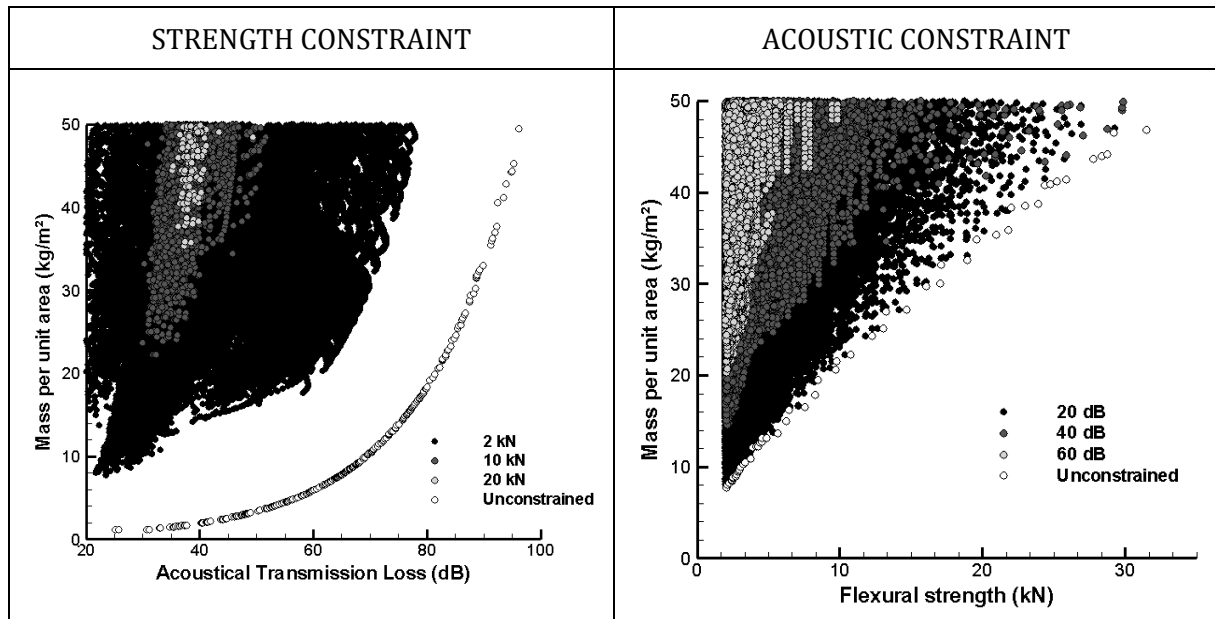 STRENGTH CONSTRAINT
ACOUSTIC CONSTRAINT
Mass per unit area (kg/m²)
50
40
30
20
10
0
2 kN
10 kN
20 kN
Unconstrained
20
40
60
80
100
Acoustical Transmission Loss (dB)
Mass per unit area (kg/m²)
50
40
30
20
10
0
20 dB
40 dB
60 dB
Unconstrained
0
10
20
30
Flexural strength (kN)